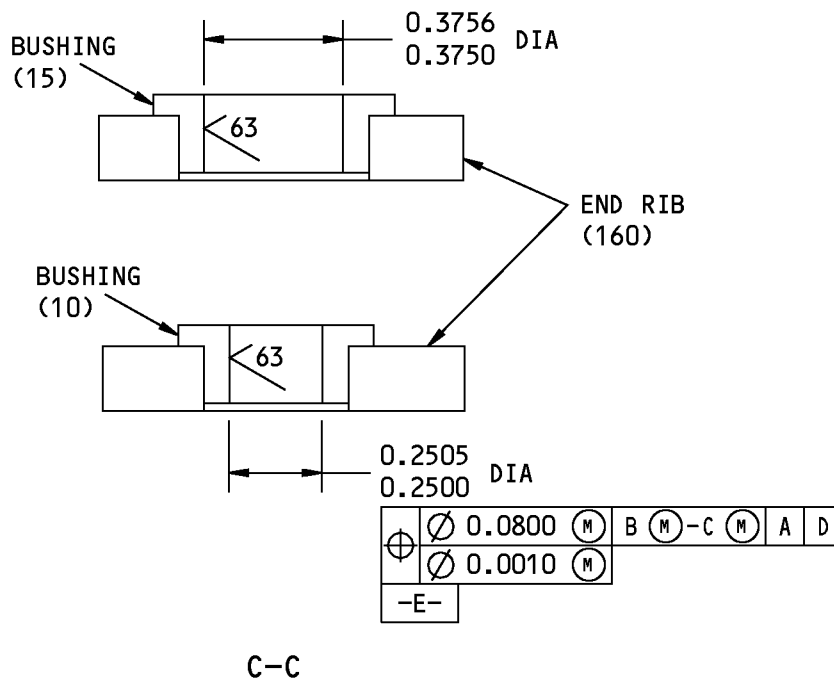 0.3756
0.3750 DIA
BUSHING
(15)
63
END RIB
(160)
BUSHING
(10)
63
0.2505
0.2500 DIA
⌖ ⌀ 0.0800 Ⓜ B Ⓜ-C Ⓜ A D
⌀ 0.0010 Ⓜ
-E-
C-C